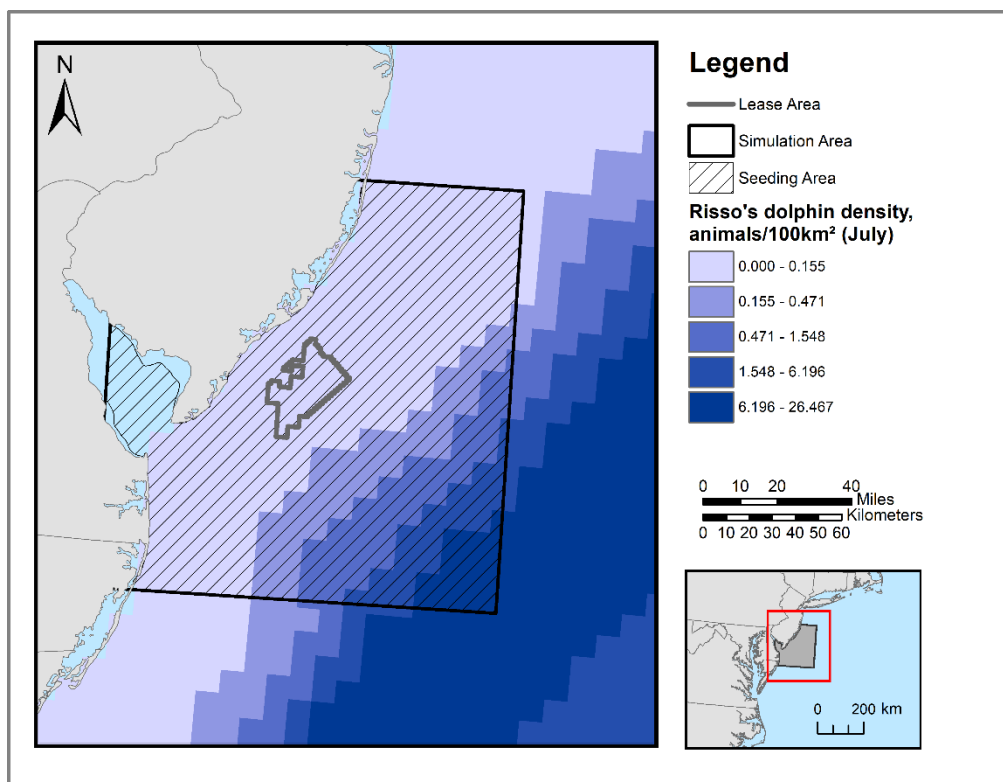 N
Legend
Lease Area
Simulation Area
Seeding Area
Risso's dolphin density,
animals/100km² (July)
0.000 - 0.155
0.155 - 0.471
0.471 - 1.548
1.548 - 6.196
6.196 - 26.467
0 10 20 40
Miles
Kilometers
0 10 20 30 40 50 60
0 200 km